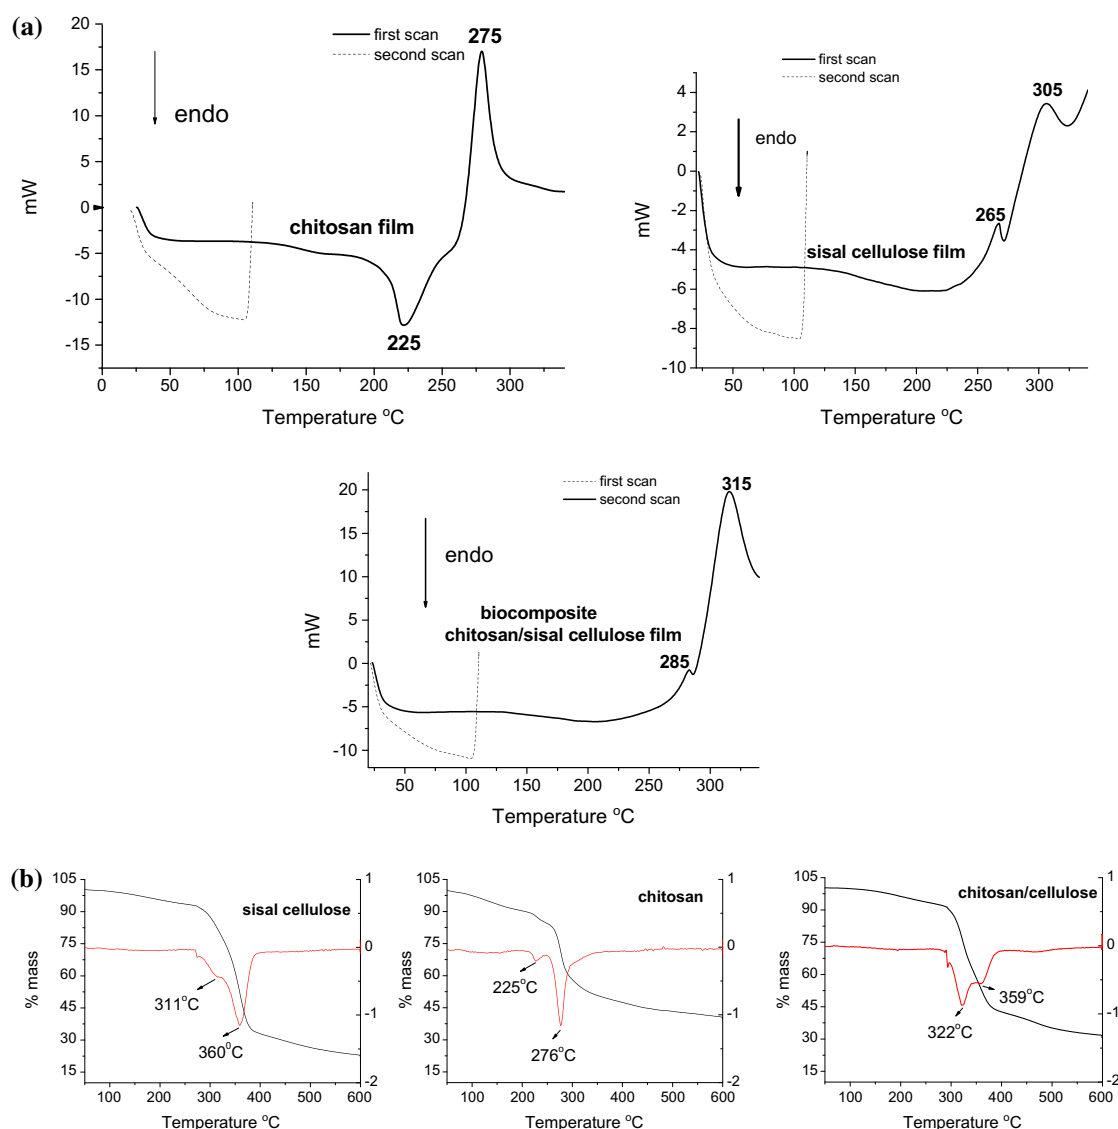 (a)
20
15
10
5
0
-5
-10
-15
mW
first scan
second scan
275
endo
chitosan film
225
0 50 100 150 200 250 300
Temperature °C
4
2
0
-2
-4
-6
-8
-10
mW
first scan
second scan
305
endo
265
sisal cellulose film
50 100 150 200 250 300
Temperature °C
20
15
10
5
0
-5
-10
mW
first scan
second scan
315
endo
biocomposite
chitosan/sisal cellulose film
285
50 100 150 200 250 300
Temperature °C
(b)
105
90
75
60
45
30
15
% mass
sisal cellulose
311°C
360°C
1
0
-1
-2
100 200 300 400 500 600
Temperature °C
105
90
75
60
45
30
15
% mass
chitosan
225°C
276°C
1
0
-1
-2
100 200 300 400 500 600
Temperature °C
105
90
75
60
45
30
15
% mass
chitosan/cellulose
359°C
322°C
1
0
-1
-2
100 200 300 400 500 600
Temperature °C